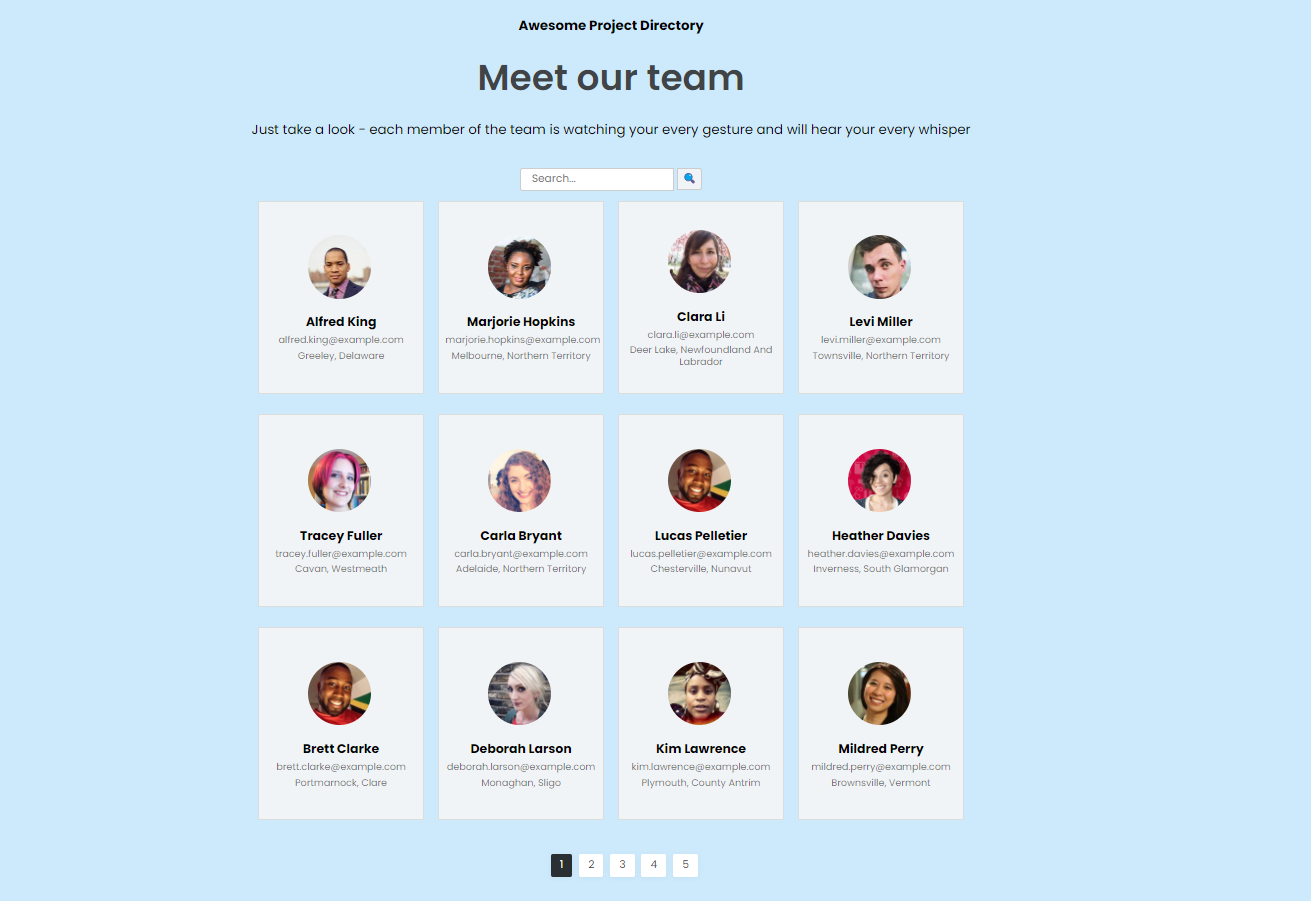 Awesome Project Directory
Meet our team
Just take a look - each member of the team is watching your every gesture and will hear your every whisper
Search...
Alfred King
alfred.king@example.com
Greeley, Delaware
Marjorie Hopkins
marjorie.hopkins@example.com
Melbourne, Northern Territory
Clara Li
clara.li@example.com
Deer Lake, Newfoundland And
Labrador
Levi Miller
levi.miller@example.com
Townsville, Northern Territory
Tracey Fuller
tracey.fuller@example.com
Cavan, Westmeath
Carla Bryant
carla.bryant@example.com
Adelaide, Northern Territory
Lucas Pelletier
lucas.pelletier@example.com
Chesterville, Nunavut
Heather Davies
heather.davies@example.com
Inverness, South Glamorgan
Brett Clarke
brett.clarke@example.com
Portmarnock, Clare
Deborah Larson
deborah.larson@example.com
Monaghan, Sligo
Kim Lawrence
kim.lawrence@example.com
Plymouth, County Antrim
Mildred Perry
mildred.perry@example.com
Brownsville, Vermont
1 2 3 4 5